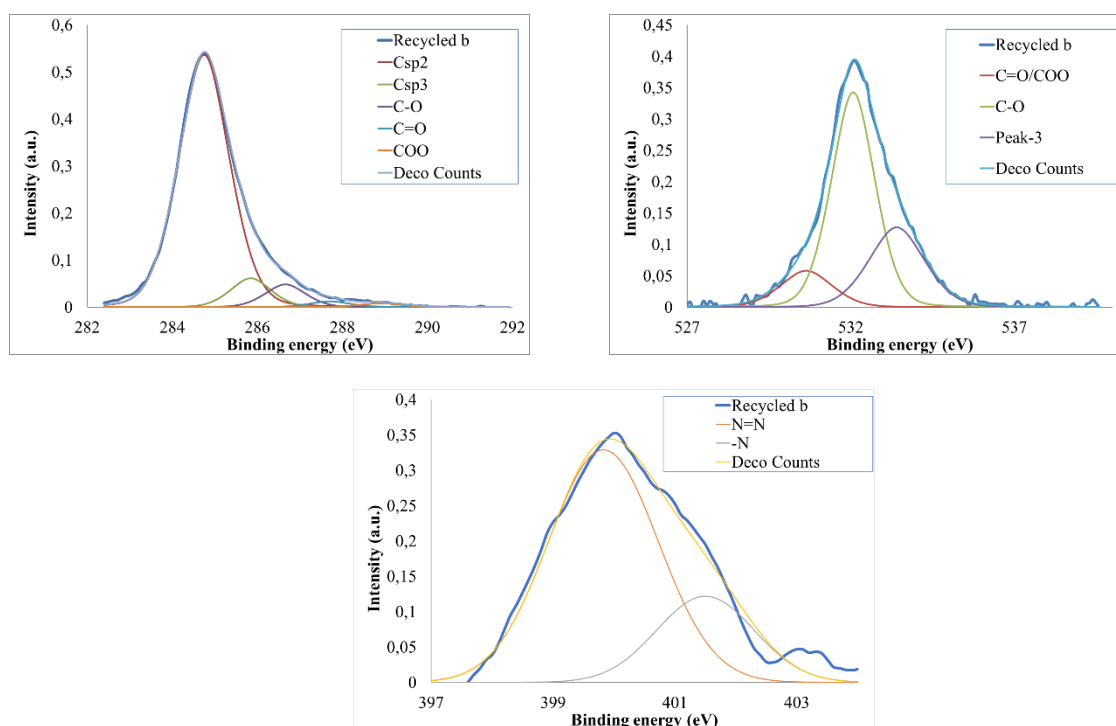 0,6
0,5
0,4
0,3
0,2
0,1
0
Intensity (a.u.)
282 284 286 288 290 292
Binding energy (eV)
Recycled b
Csp2
Csp3
C-O
C=O
COO
Deco Counts
0,45
0,4
0,35
0,3
0,25
0,2
0,15
0,1
0,05
0
Intensity (a.u.)
527 532 537
Binding energy (eV)
Recycled b
C=O/COO
C-O
Peak-3
Deco Counts
0,4
0,35
0,3
0,25
0,2
0,15
0,1
0,05
0
Intensity (a.u.)
397 399 401 403
Binding energy (eV)
Recycled b
N=N
-N
Deco Counts